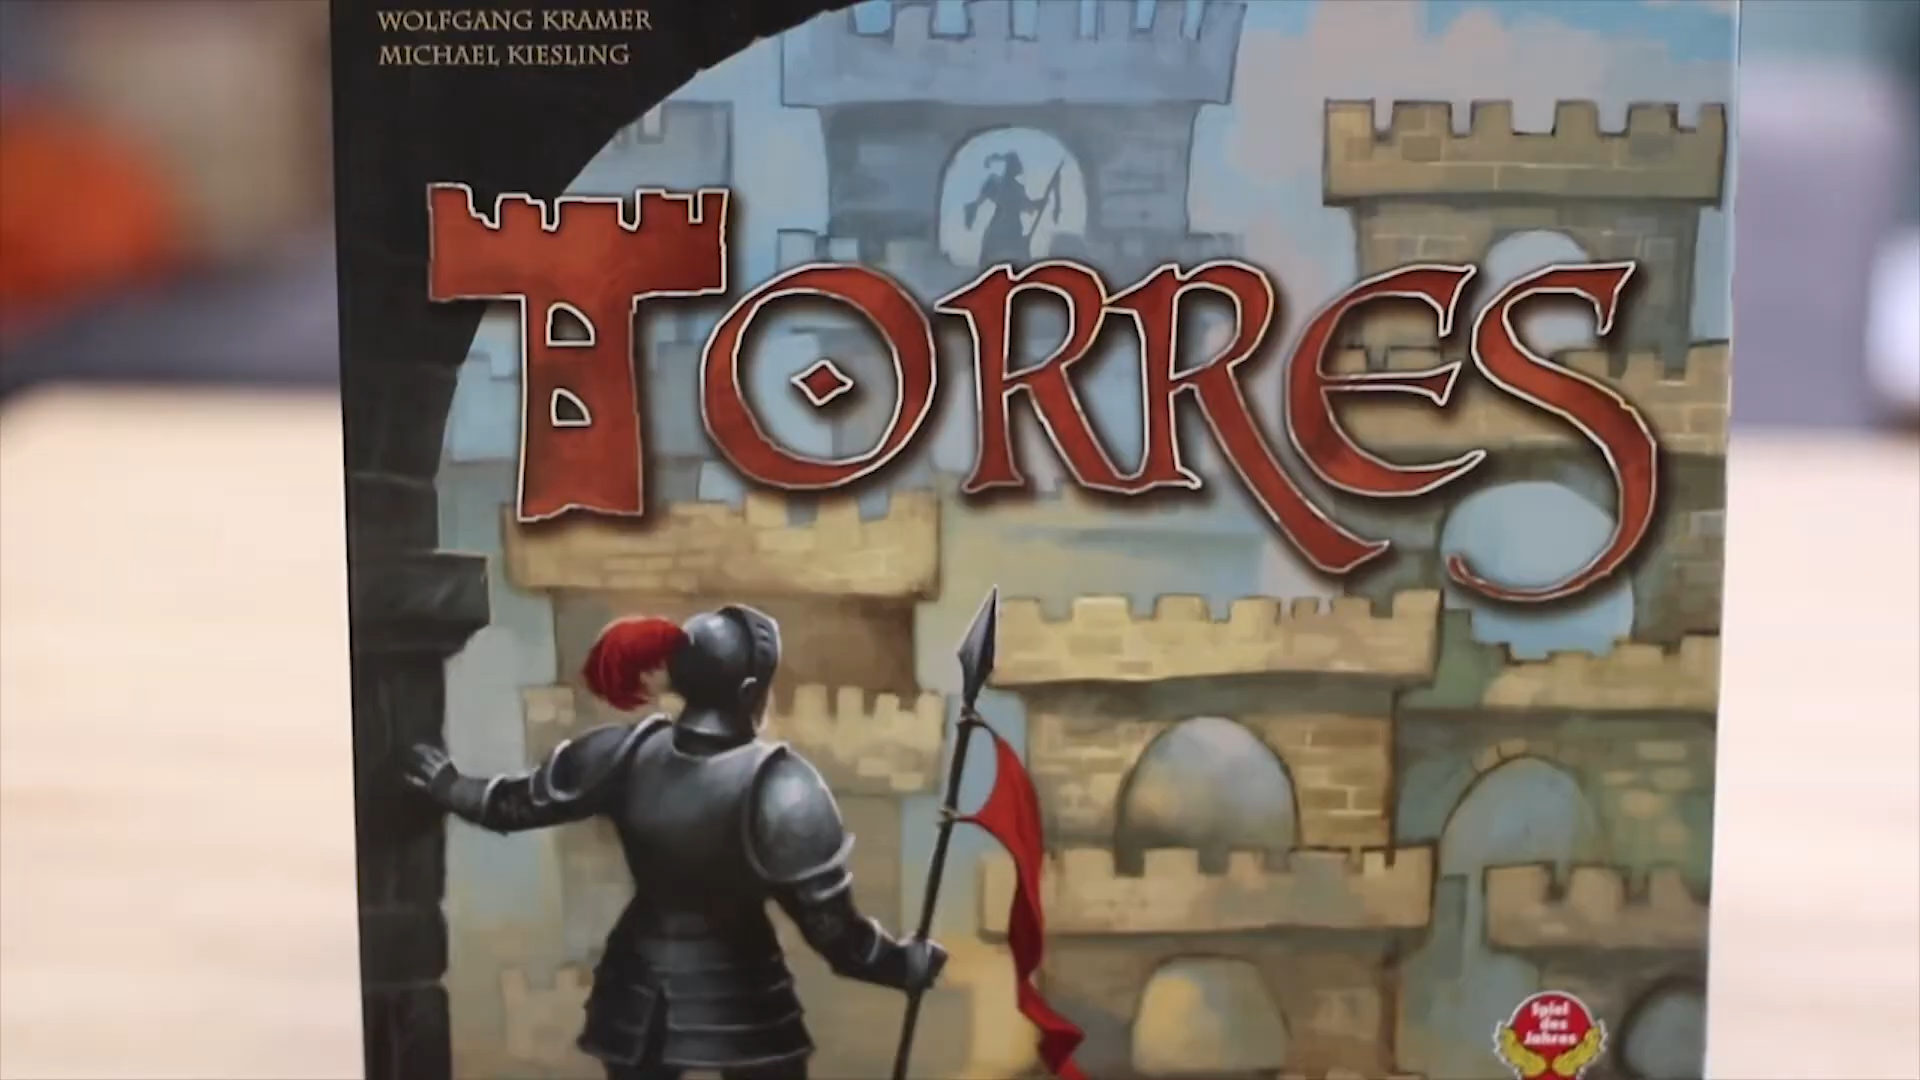 WOLFGANG KRAMER
MICHAEL KIESLING
TORRES
Spiel
des
Jahres